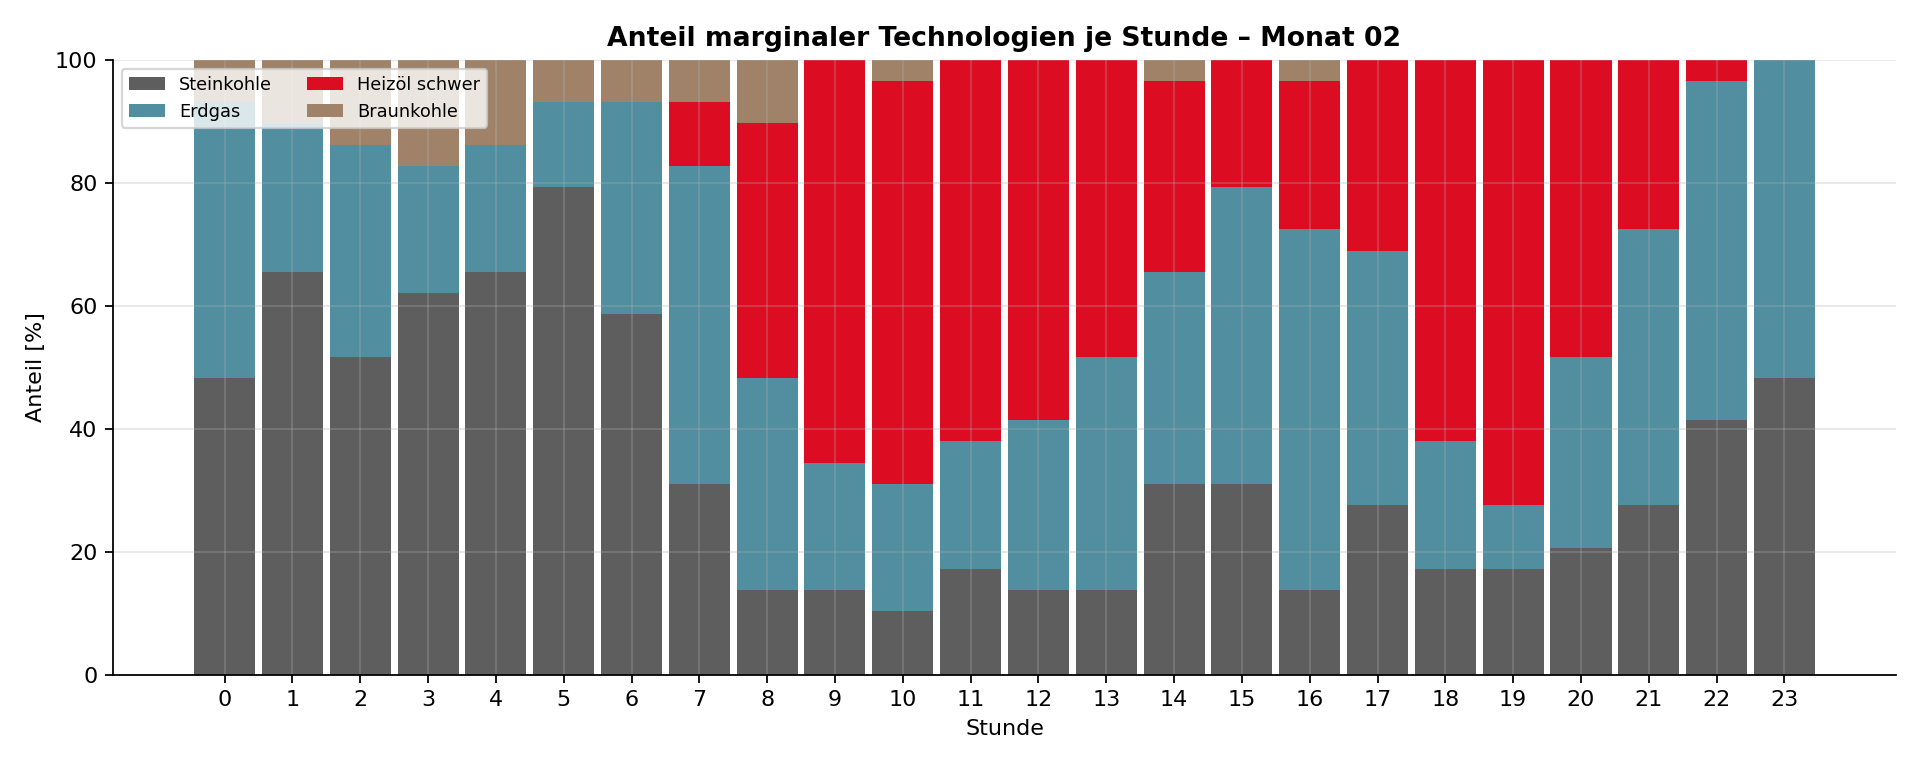 Anteil marginaler Technologien je Stunde – Monat 02
Steinkohle
Heizöl schwer
Erdgas
Braunkohle
Anteil [%]
100
80
60
40
20
0
0 1 2 3 4 5 6 7 8 9 10 11 12 13 14 15 16 17 18 19 20 21 22 23
Stunde